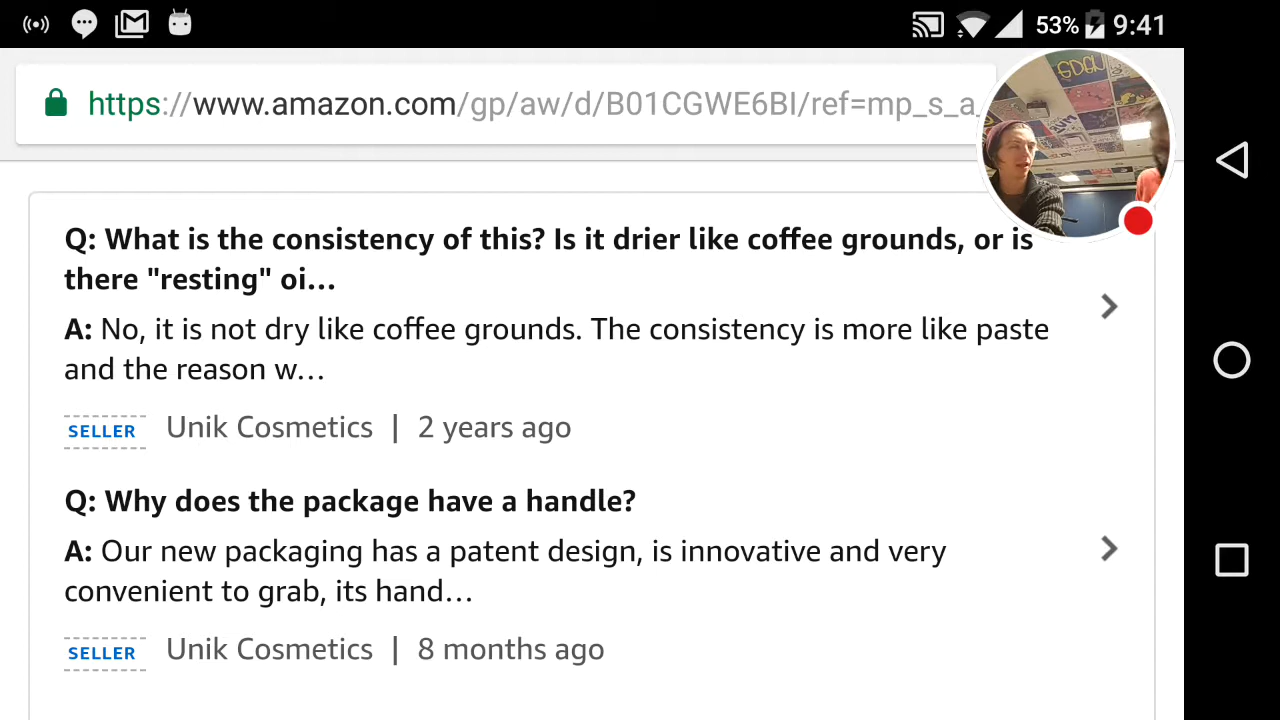 53% 9:41
https://www.amazon.com/gp/aw/d/B01CGWE6BI/ref=mp_s_a_
Q: What is the consistency of this? Is it drier like coffee grounds, or is
there "resting" oi...
A: No, it is not dry like coffee grounds. The consistency is more like paste
and the reason w...
SELLER Unik Cosmetics | 2 years ago
Q: Why does the package have a handle?
A: Our new packaging has a patent design, is innovative and very
convenient to grab, its hand...
SELLER Unik Cosmetics | 8 months ago